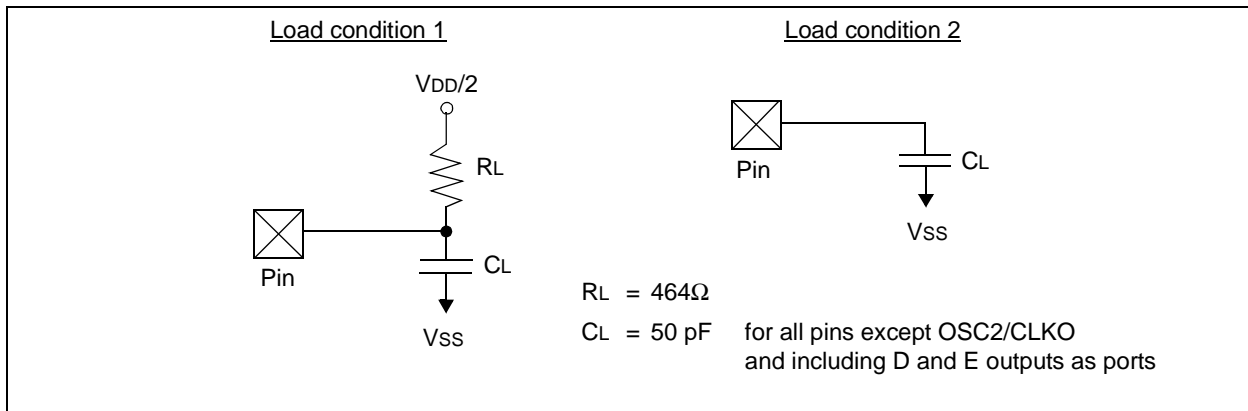 Load condition 1
Load condition 2
VDD/2
RL
CL
Pin
VSS
CL
Pin
VSS
RL = 464Ω
CL = 50 pF for all pins except OSC2/CLKO
and including D and E outputs as ports